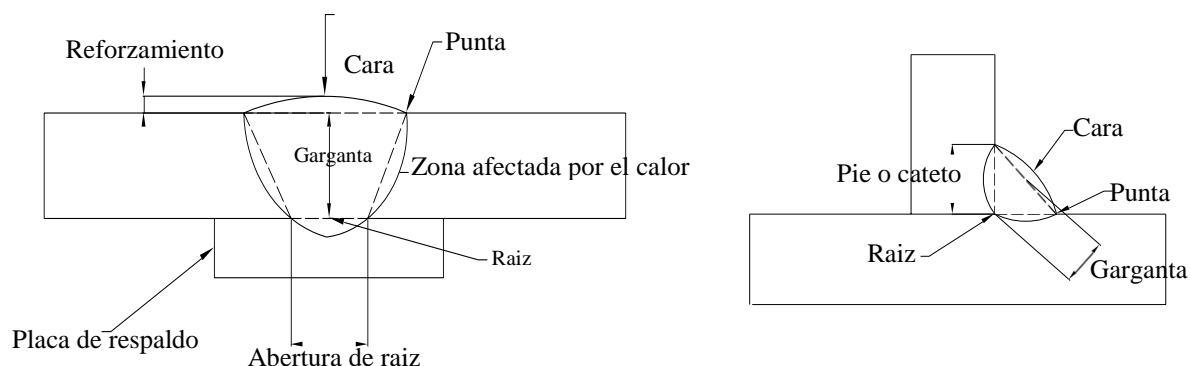 Reforzamiento
Cara
Punta
Garganta
Zona afectada por el calor
Raiz
Placa de respaldo
Abertura de raiz
Cara
Pie o cateto
Punta
Raiz
Garganta